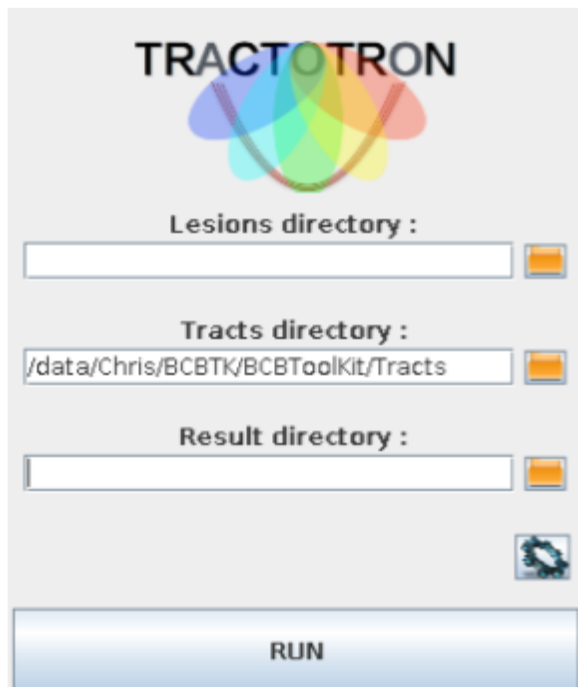 TRACTOTRON
Lesions directory :
Tracts directory :
/data/Chris/BCBTK/BCBToolKit/Tracts
Result directory :
RUN